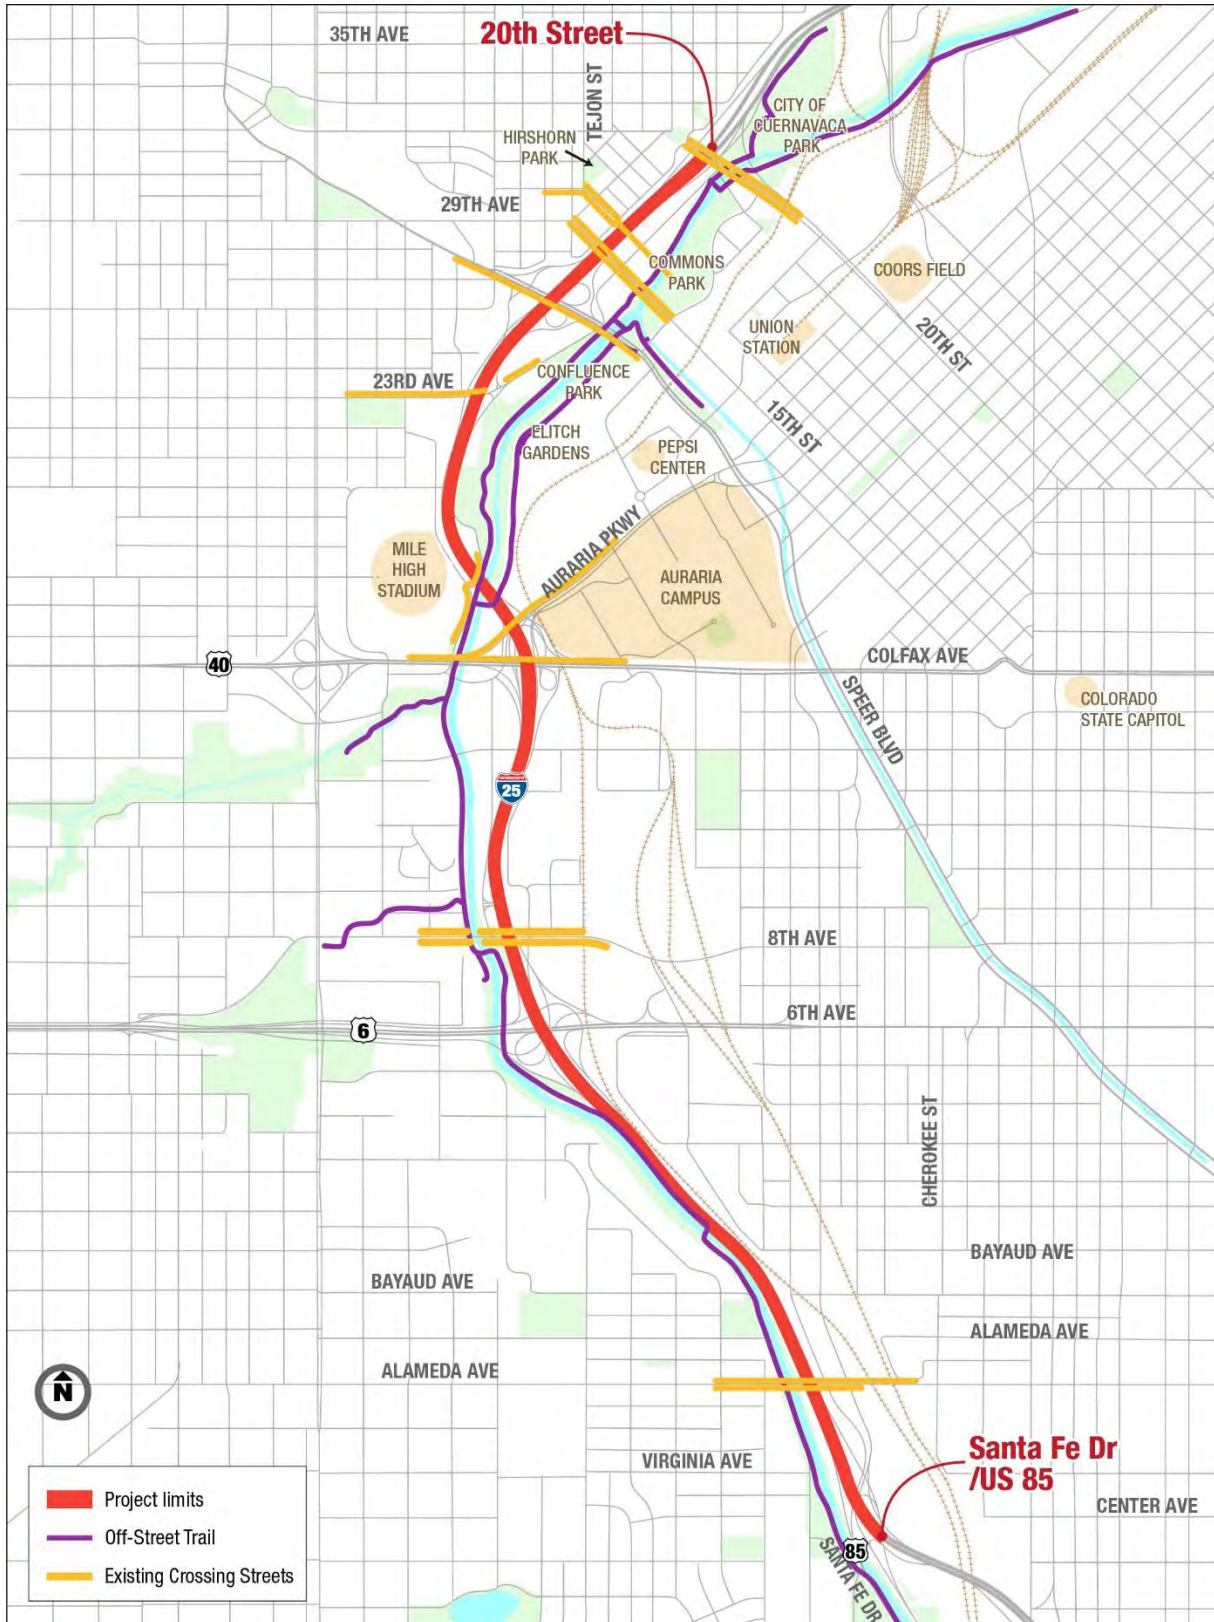 35TH AVE
20th Street
TEJON ST
CITY OF
CUERNAVACA
PARK
HIRSHORN
PARK
29TH AVE
COMMONS
PARK
COORS FIELD
UNION
STATION
20TH ST
23RD AVE
CONFLUENCE
PARK
15TH ST
ELITCH
GARDENS
PEPSI
CENTER
AURARIA PKWY
MILE
HIGH
STADIUM
AURARIA
CAMPUS
40
COLFAX AVE
SPEER BLVD
COLORADO
STATE CAPITOL
25
8TH AVE
6TH AVE
6
CHEROKEE ST
BAYAUD AVE
BAYAUD AVE
ALAMEDA AVE
ALAMEDA AVE
N
Santa Fe Dr
/US 85
VIRGINIA AVE
CENTER AVE
85
SANTA FE DR
Project limits
Off-Street Trail
Existing Crossing Streets